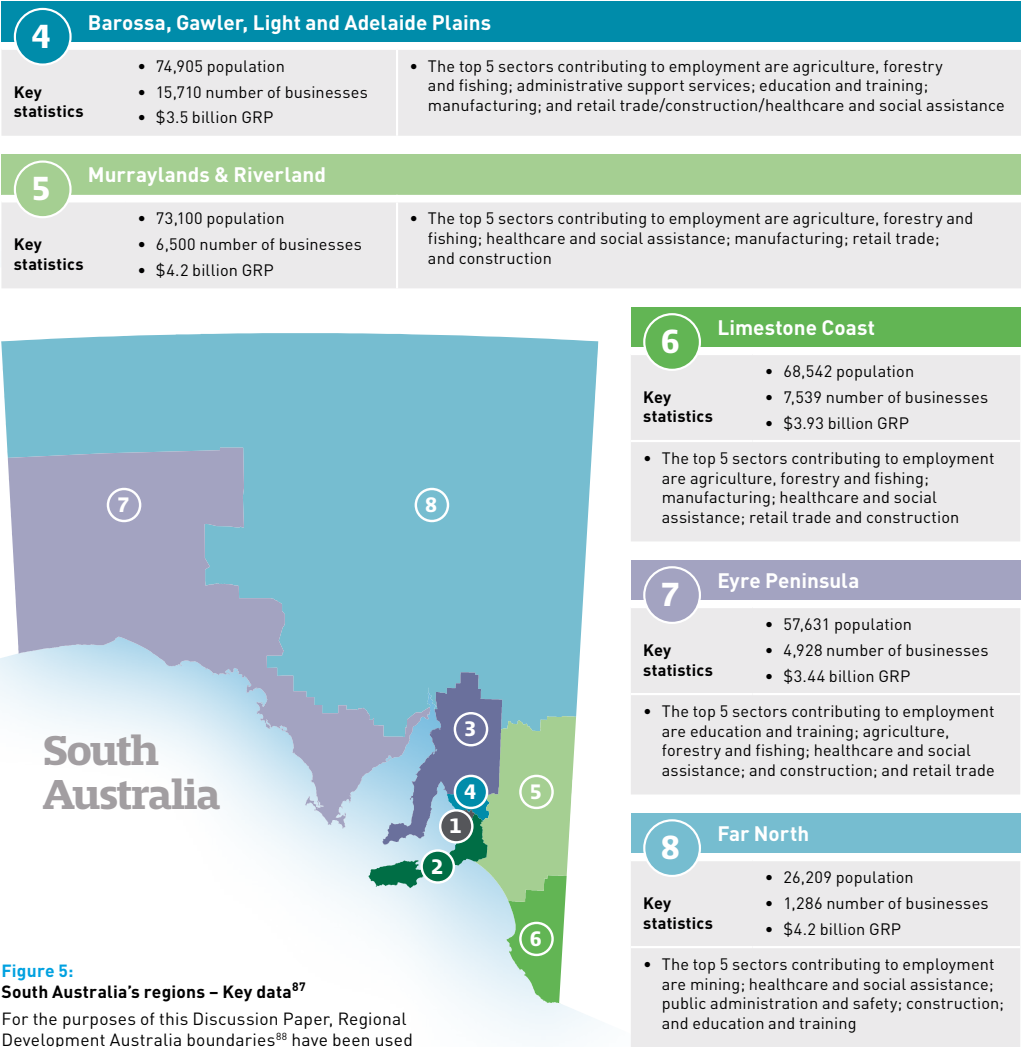 4
Barossa, Gawler, Light and Adelaide Plains
Key
statistics
• 74,905 population
• 15,710 number of businesses
• $3.5 billion GRP
• The top 5 sectors contributing to employment are agriculture, forestry
and fishing; administrative support services; education and training;
manufacturing; and retail trade/construction/healthcare and social assistance
5
Murraylands & Riverland
Key
statistics
• 73,100 population
• 6,500 number of businesses
• $4.2 billion GRP
• The top 5 sectors contributing to employment are agriculture, forestry and
fishing; healthcare and social assistance; manufacturing; retail trade;
and construction
7
8
3
4
5
1
2
6
South
Australia
Figure 5:
South Australia's regions – Key data87
For the purposes of this Discussion Paper, Regional
Development Australia boundaries88 have been used
6
Limestone Coast
Key
statistics
• 68,542 population
• 7,539 number of businesses
• $3.93 billion GRP
• The top 5 sectors contributing to employment
are agriculture, forestry and fishing;
manufacturing; healthcare and social
assistance; retail trade and construction
7
Eyre Peninsula
Key
statistics
• 57,631 population
• 4,928 number of businesses
• $3.44 billion GRP
• The top 5 sectors contributing to employment
are education and training; agriculture,
forestry and fishing; healthcare and social
assistance; and construction; and retail trade
8
Far North
Key
statistics
• 26,209 population
• 1,286 number of businesses
• $4.2 billion GRP
• The top 5 sectors contributing to employment
are mining; healthcare and social assistance;
public administration and safety; construction;
and education and training